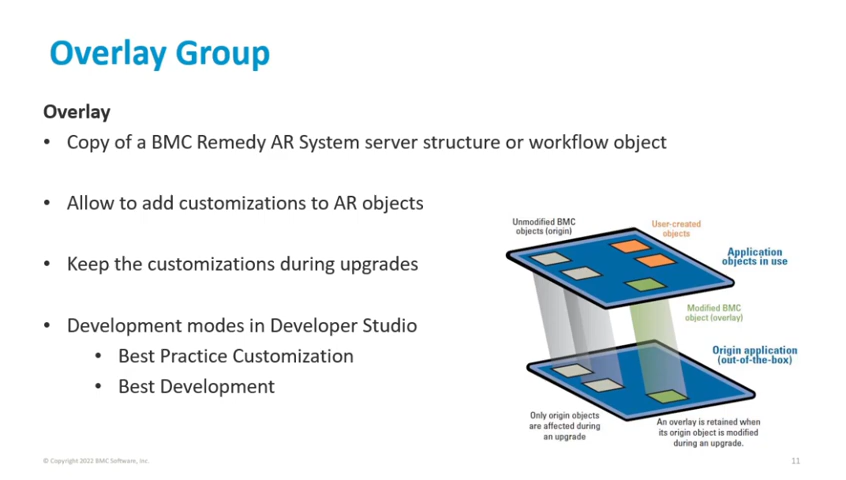 Overlay Group
Overlay
• Copy of a BMC Remedy AR System server structure or workflow object
• Allow to add customizations to AR objects
• Keep the customizations during upgrades
• Development modes in Developer Studio
• Best Practice Customization
• Best Development
Unmodified BMC
objects (origin)
User-created
objects
Application
objects in use
Modified BMC
object (overlay)
Origin application
(out-of-the-box)
Only origin objects
are affected during
an upgrade
An overlay is retained when
its origin object is modified
during an upgrade.
© Copyright 2022 BMC Software, Inc.
11